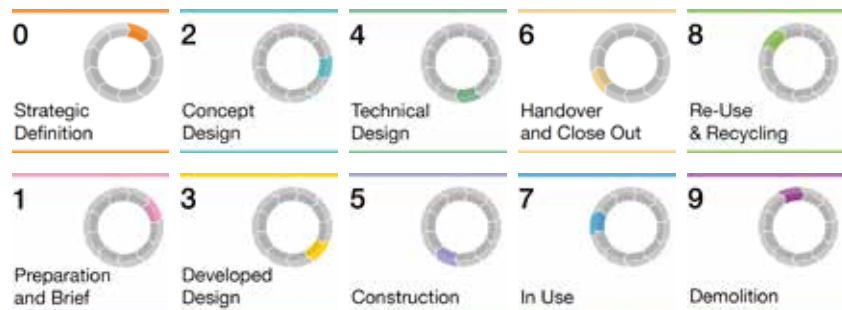 0
Strategic
Definition
2
Concept
Design
4
Technical
Design
6
Handover
and Close Out
8
Re-Use
& Recycling
1
Preparation
and Brief
3
Developed
Design
5
Construction
7
In Use
9
Demolition